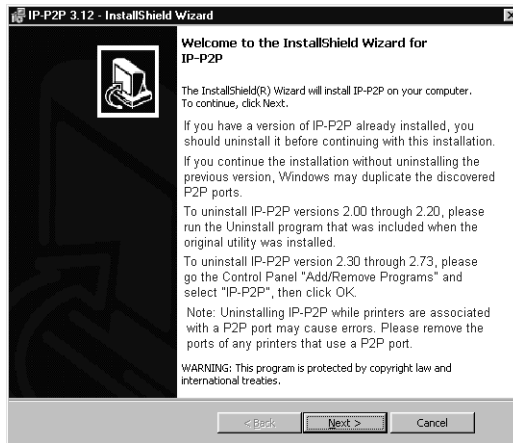 IP-P2P 3.12 - InstallShield Wizard
Welcome to the InstallShield Wizard for
IP-P2P
The InstallShield(R) Wizard will install IP-P2P on your computer.
To continue, click Next.
If you have a version of IP-P2P already installed, you
should uninstall it before continuing with this installation.
If you continue the installation without uninstalling the
previous version, Windows may duplicate the discovered
P2P ports.
To uninstall IP-P2P versions 2.00 through 2.20, please
run the Uninstall program that was included when the
original utility was installed.
To uninstall IP-P2P version 2.30 through 2.73, please
go the Control Panel "Add/Remove Programs" and
select "IP-P2P", then click OK.
Note: Uninstalling IP-P2P while printers are associated
with a P2P port may cause errors. Please remove the
ports of any printers that use a P2P port.
WARNING: This program is protected by copyright law and
international treaties.
< Back
Next >
Cancel